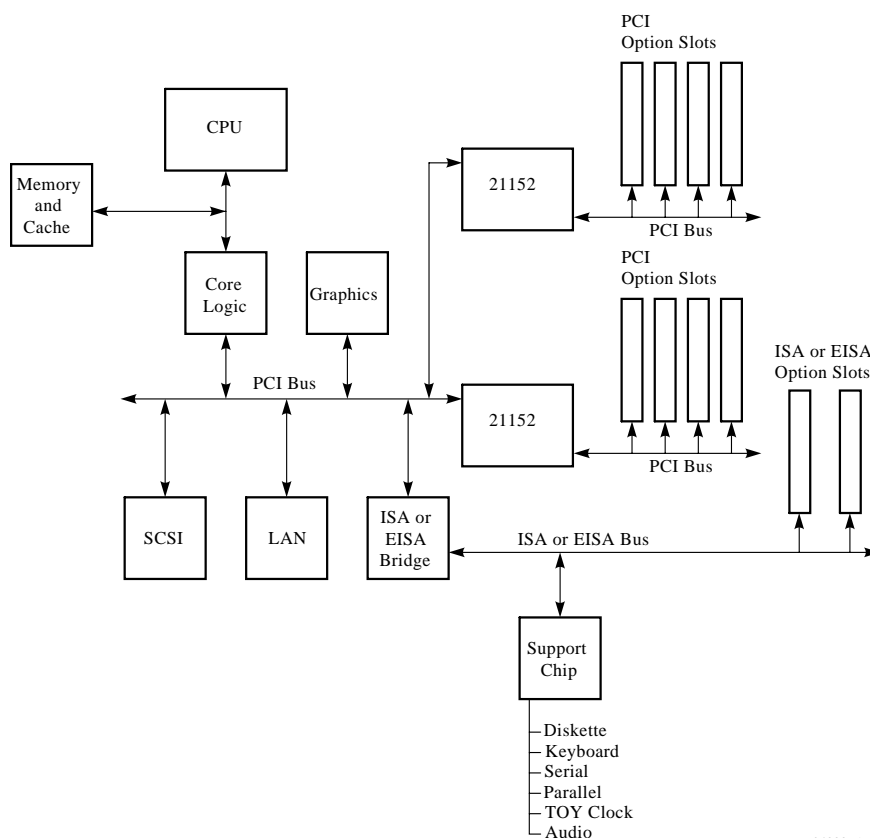 PCI
Option Slots
CPU
21152
Memory
and
Cache
PCI Bus
PCI
Option Slots
Core
Logic
Graphics
ISA or EISA
Option Slots
PCI Bus
21152
PCI Bus
SCSI
LAN
ISA or
EISA
Bridge
ISA or EISA Bus
Support
Chip
Diskette
Keyboard
Serial
Parallel
TOY Clock
Audio